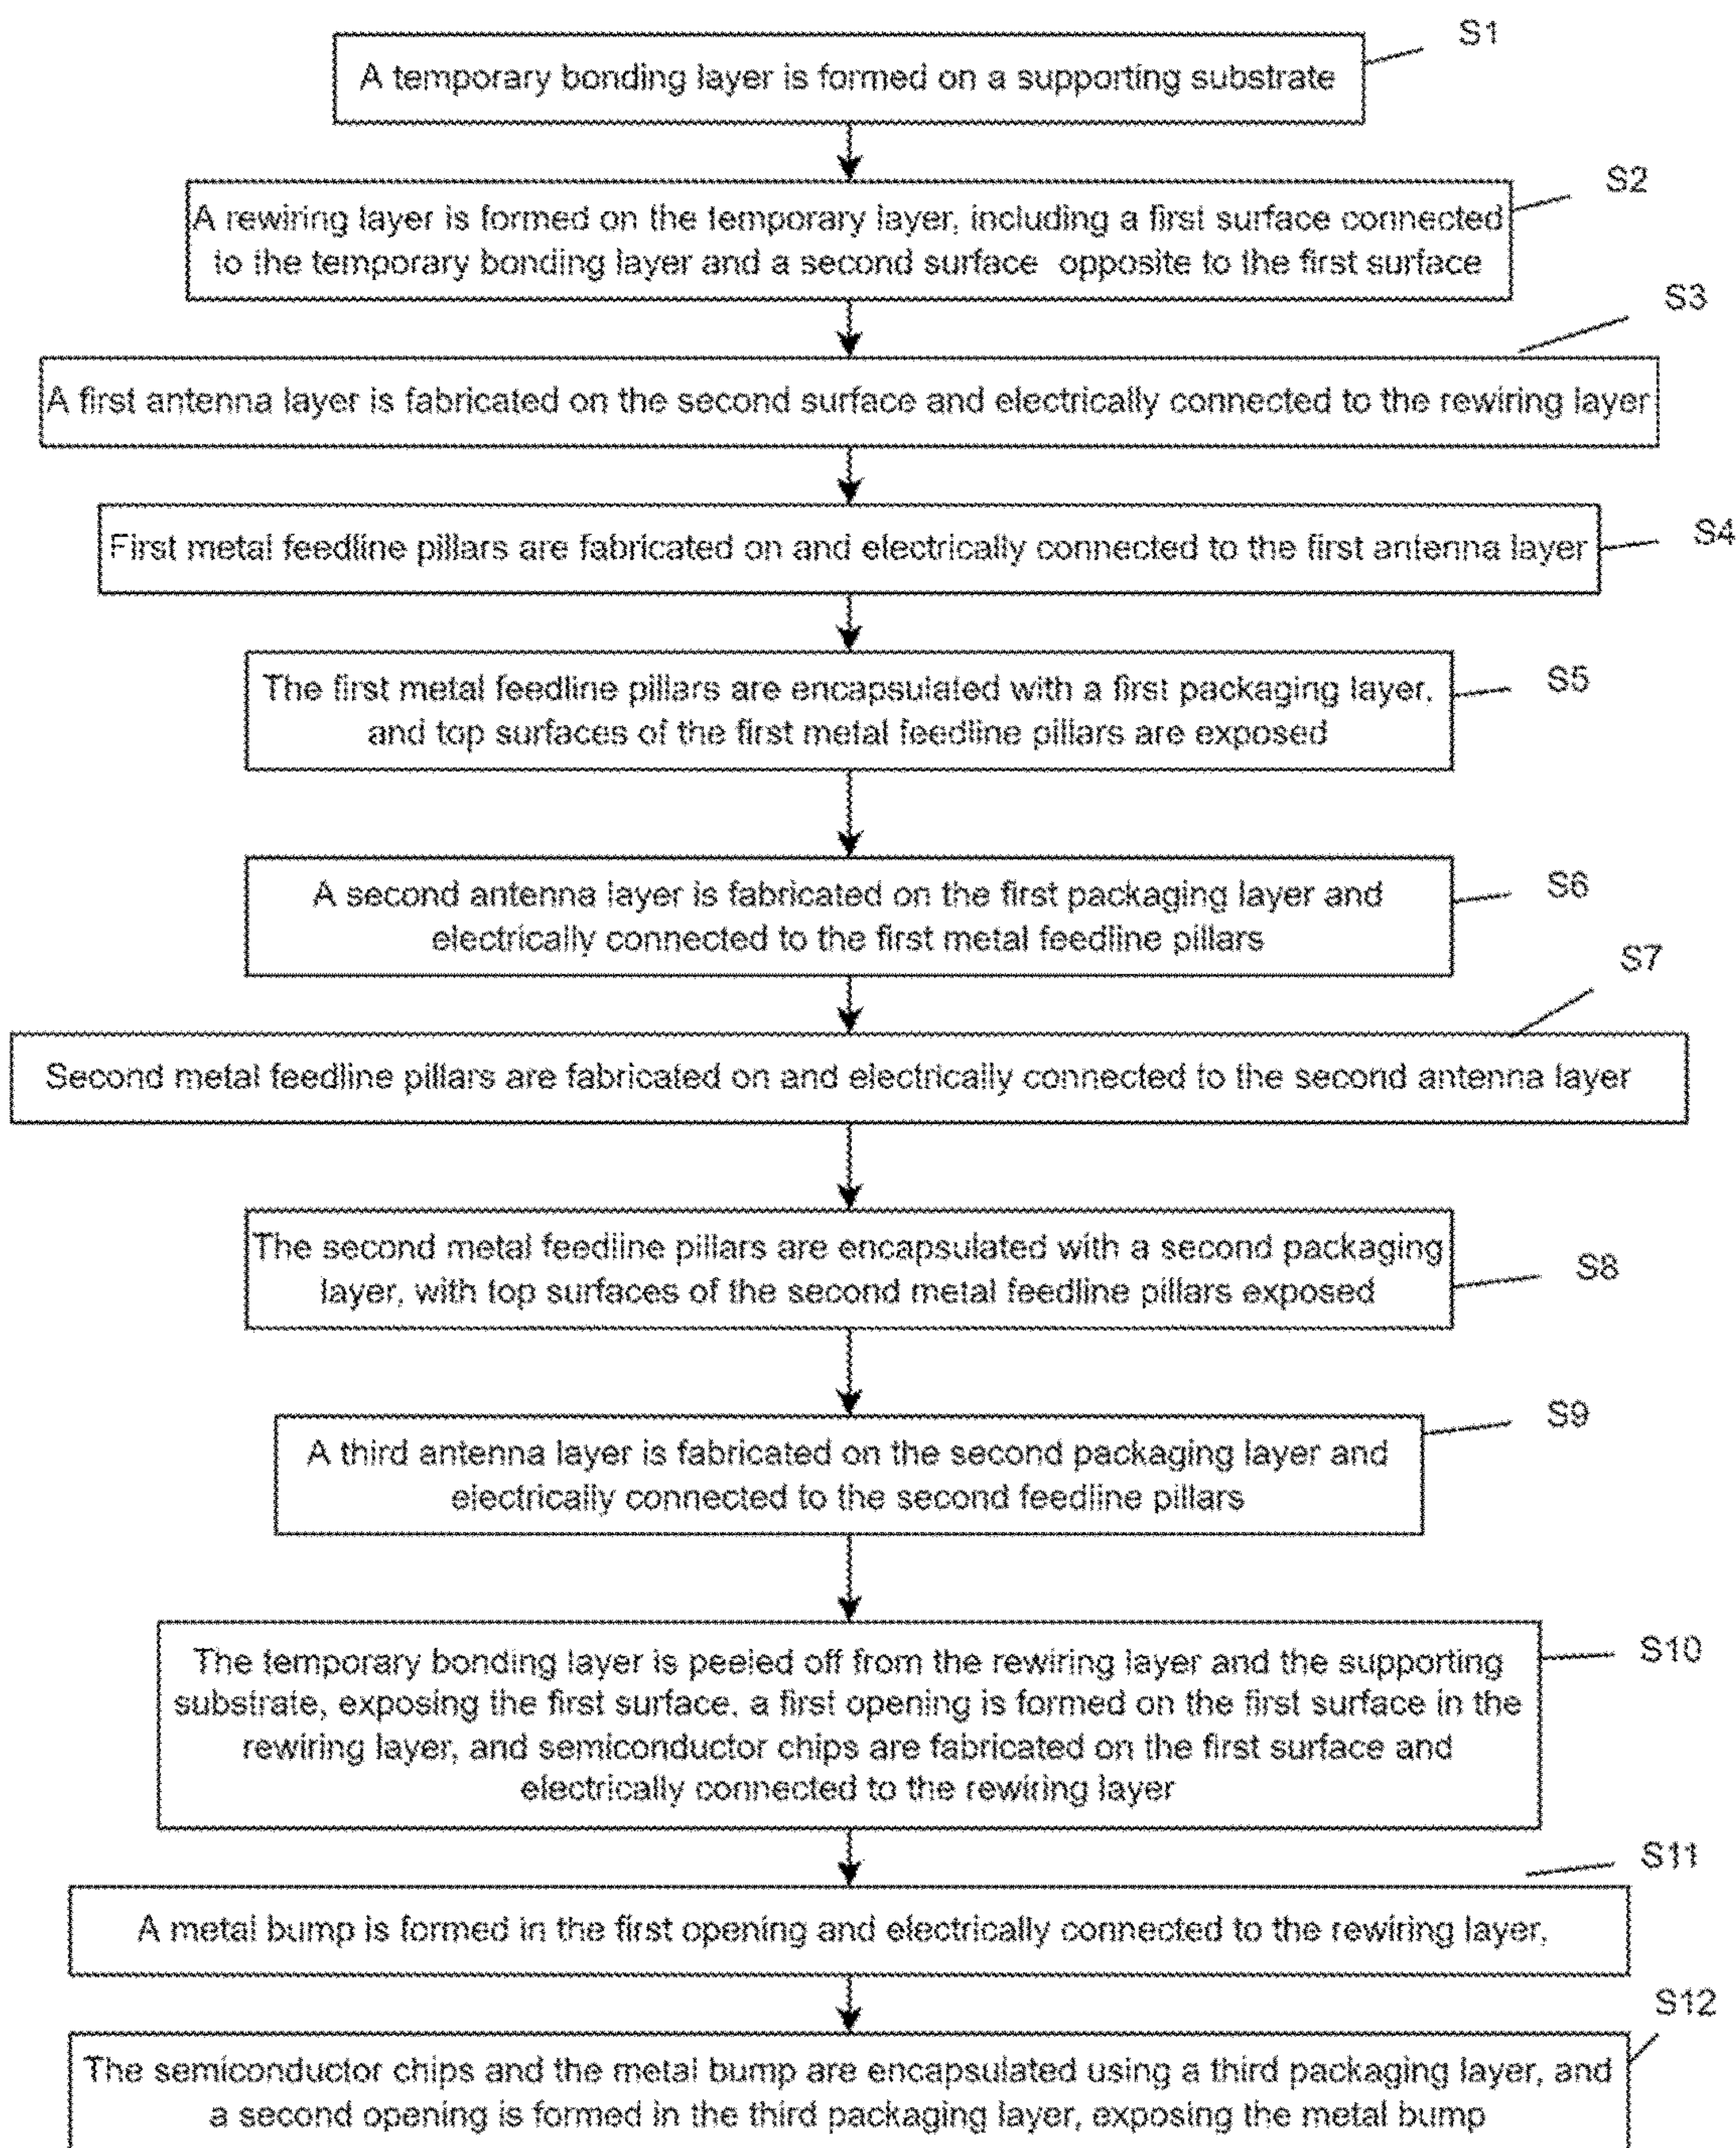 S1
A temporary bonding layer is formed on a supporting substrate
S2
A rewiring layer is formed on the temporary layer, including a first surface connected
to the temporary bonding layer and a second surface opposite to the first surface
S3
A first antenna layer is fabricated on the second surface and electrically connected to the rewiring layer
S4
First metal feedline pillars are fabricated on and electrically connected to the first antenna layer
S5
The first metal feedline pillars are encapsulated with a first packaging layer,
and top surfaces of the first metal feedline pillars are exposed
S6
A second antenna layer is fabricated on the first packaging layer and
electrically connected to the first metal feedline pillars
S7
Second metal feedline pillars are fabricated on and electrically connected to the second antenna layer
The second metal feedline pillars are encapsulated with a second packaging
layer, with top surfaces of the second metal feedline pillars exposed
S8
S9
A third antenna layer is fabricated on the second packaging layer and
electrically connected to the second feedline pillars
S10
The temporary bonding layer is peeled off from the rewiring layer and the supporting
substrate, exposing the first surface, a first opening is formed on the first surface in the
rewiring layer, and semiconductor chips are fabricated on the first surface and
electrically connected to the rewiring layer
S11
A metal bump is formed in the first opening and electrically connected to the rewiring layer,
S12
The semiconductor chips and the metal bump are encapsulated using a third packaging layer, and
a second opening is formed in the third packaging layer, exposing the metal bump